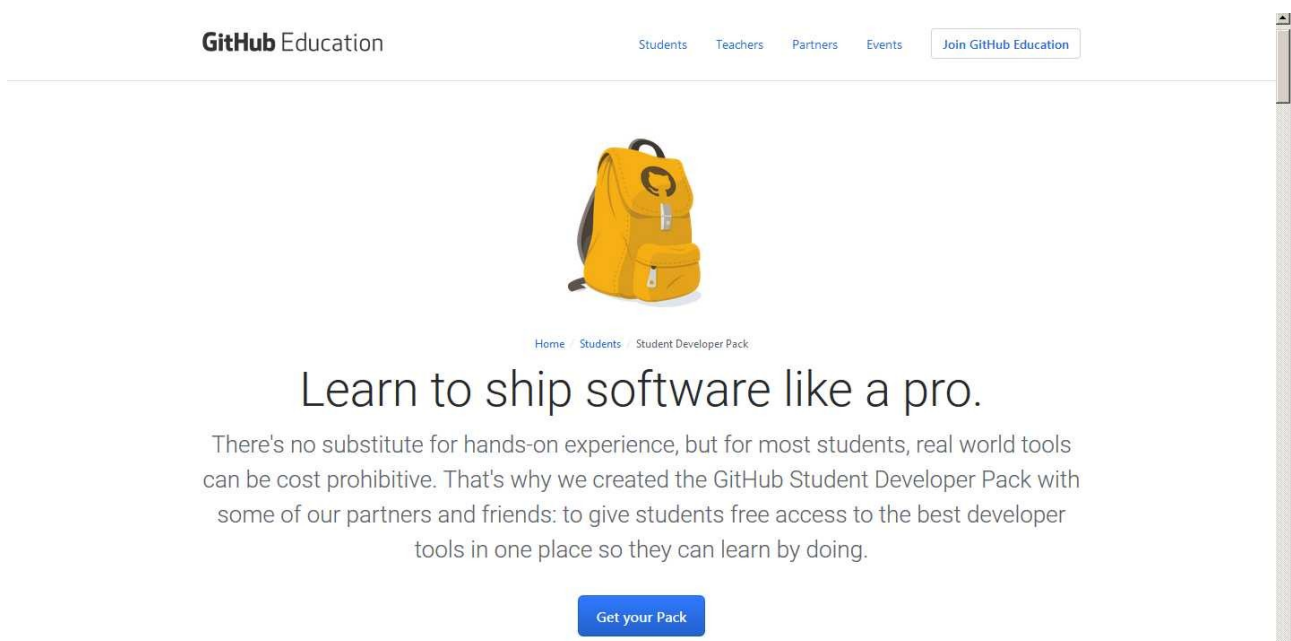 GitHub Education
Students Teachers Partners Events Join GitHub Education
Home / Students / Student Developer Pack
Learn to ship software like a pro.
There's no substitute for hands-on experience, but for most students, real world tools
can be cost prohibitive. That's why we created the GitHub Student Developer Pack with
some of our partners and friends: to give students free access to the best developer
tools in one place so they can learn by doing.
Get your Pack